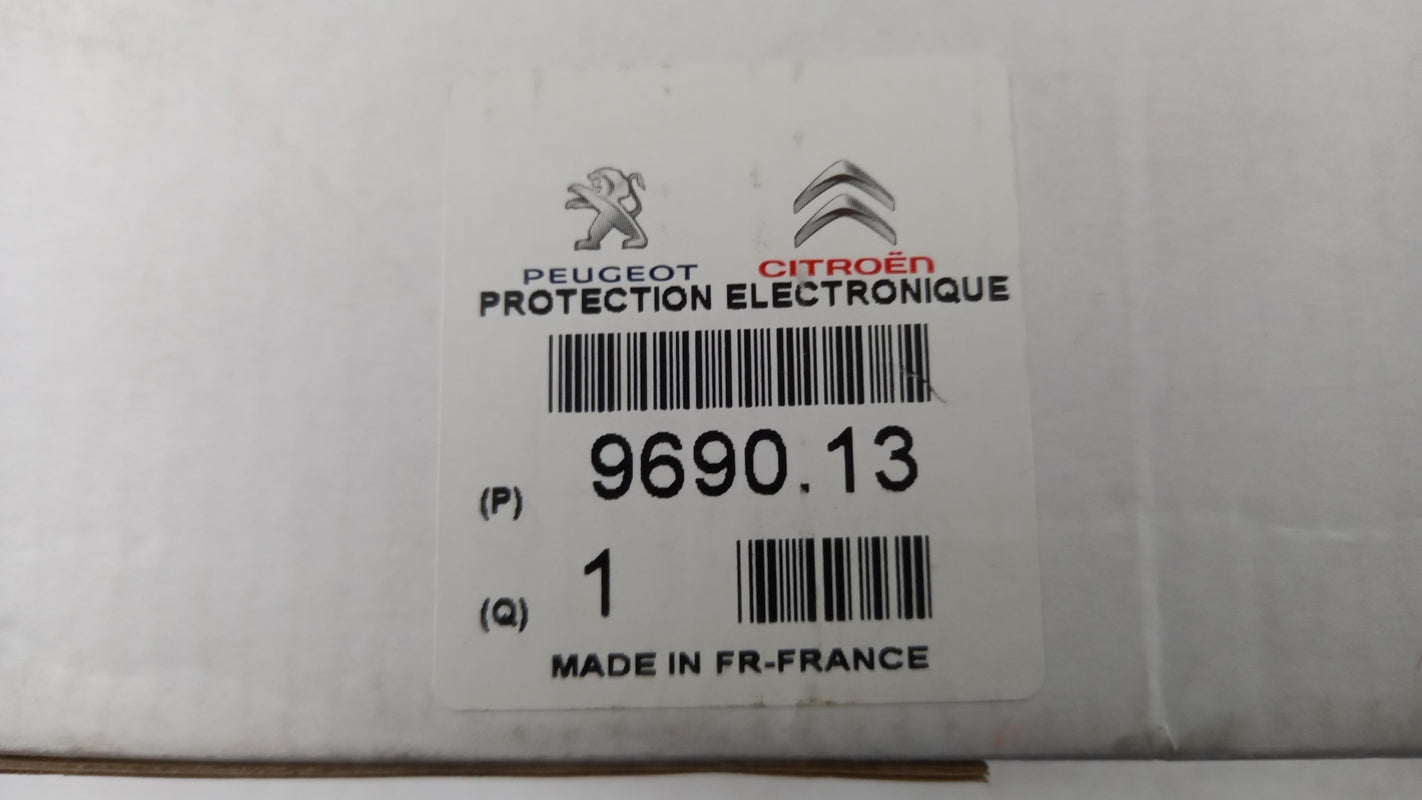 PEUGEOT CITROËN
PROTECTION ELECTRONIQUE
(P) 9690.13
(Q) 1
MADE IN FR-FRANCE